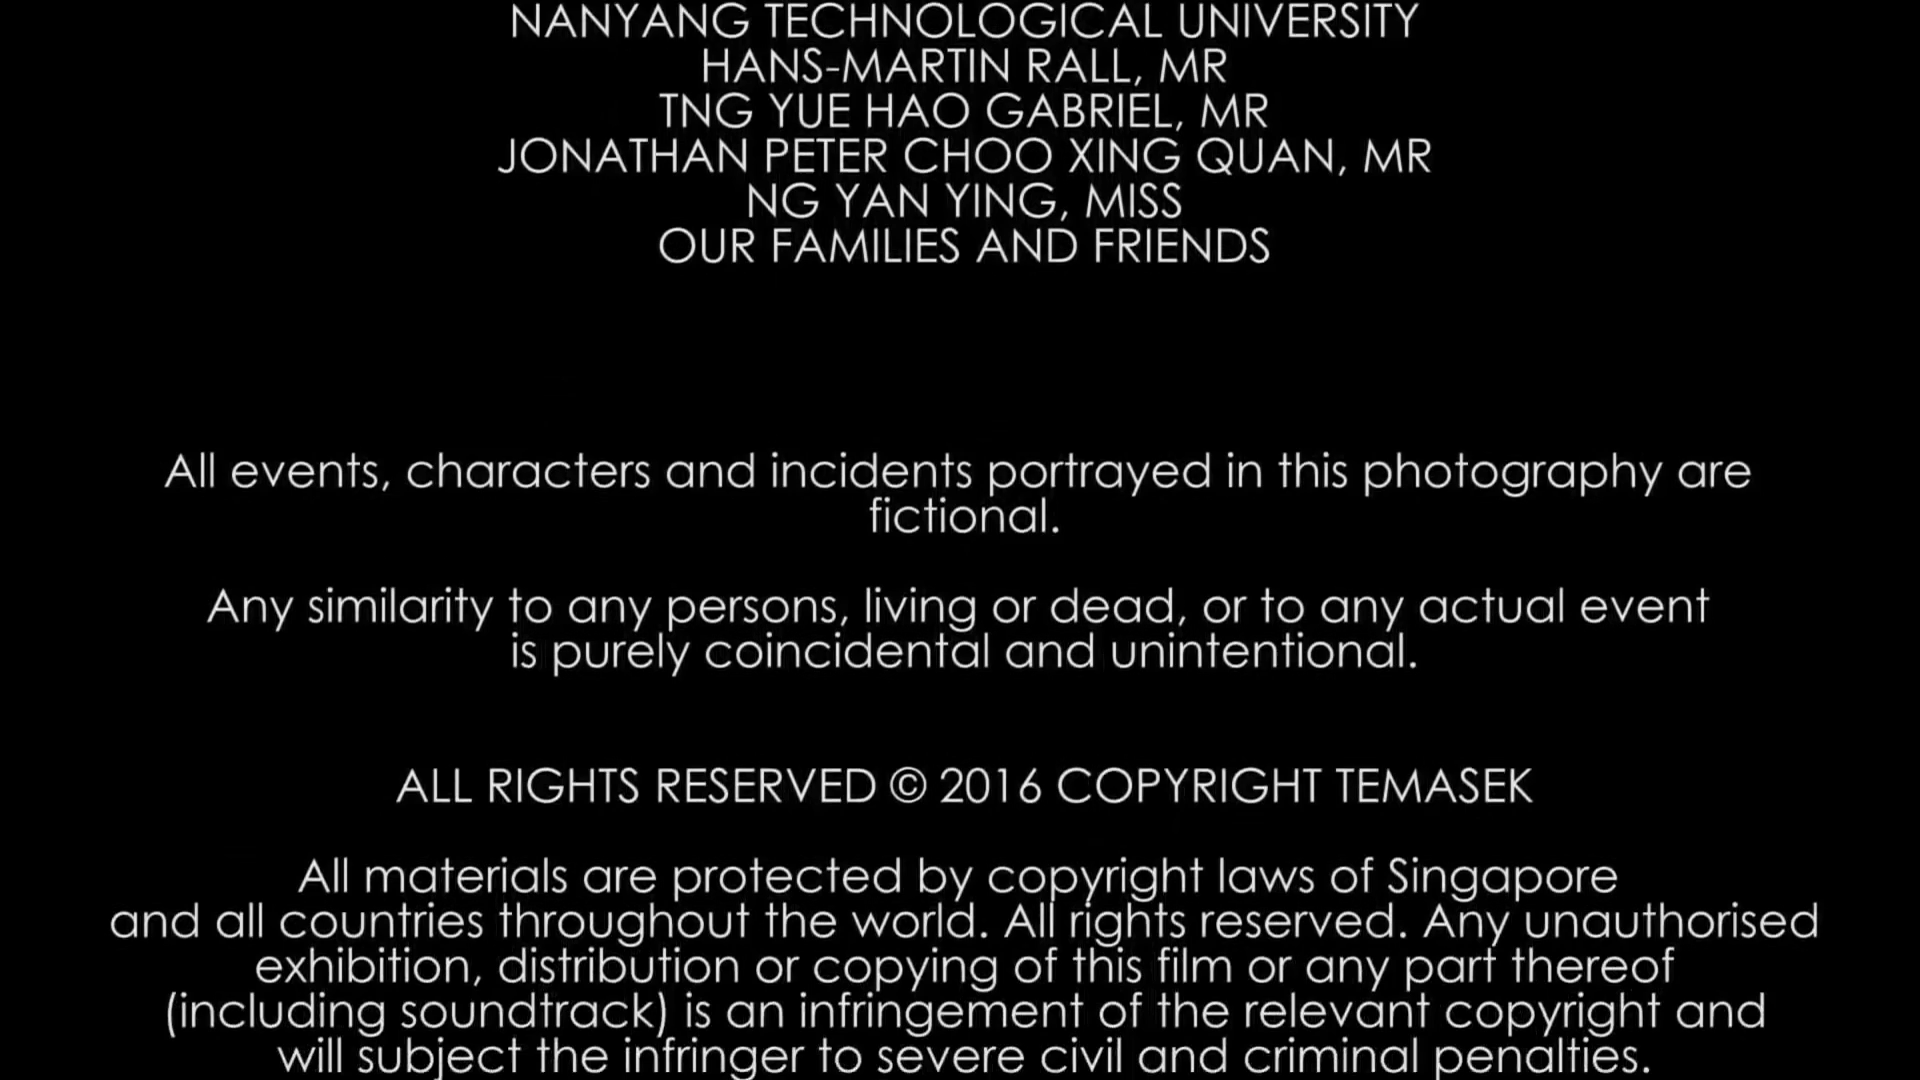 NANYANG TECHNOLOGICAL UNIVERSITY
HANS-MARTIN RALL, MR
TNG YUE HAO GABRIEL, MR
JONATHAN PETER CHOO XING QUAN, MR
NG YAN YING, MISS
OUR FAMILIES AND FRIENDS
All events, characters and incidents portrayed in this photography are
fictional.
Any similarity to any persons, living or dead, or to any actual event
is purely coincidental and unintentional.
ALL RIGHTS RESERVED © 2016 COPYRIGHT TEMASEK
All materials are protected by copyright laws of Singapore
and all countries throughout the world. All rights reserved. Any unauthorised
exhibition, distribution or copying of this film or any part thereof
(including soundtrack) is an infringement of the relevant copyright and
will subject the infringer to severe civil and criminal penalties.